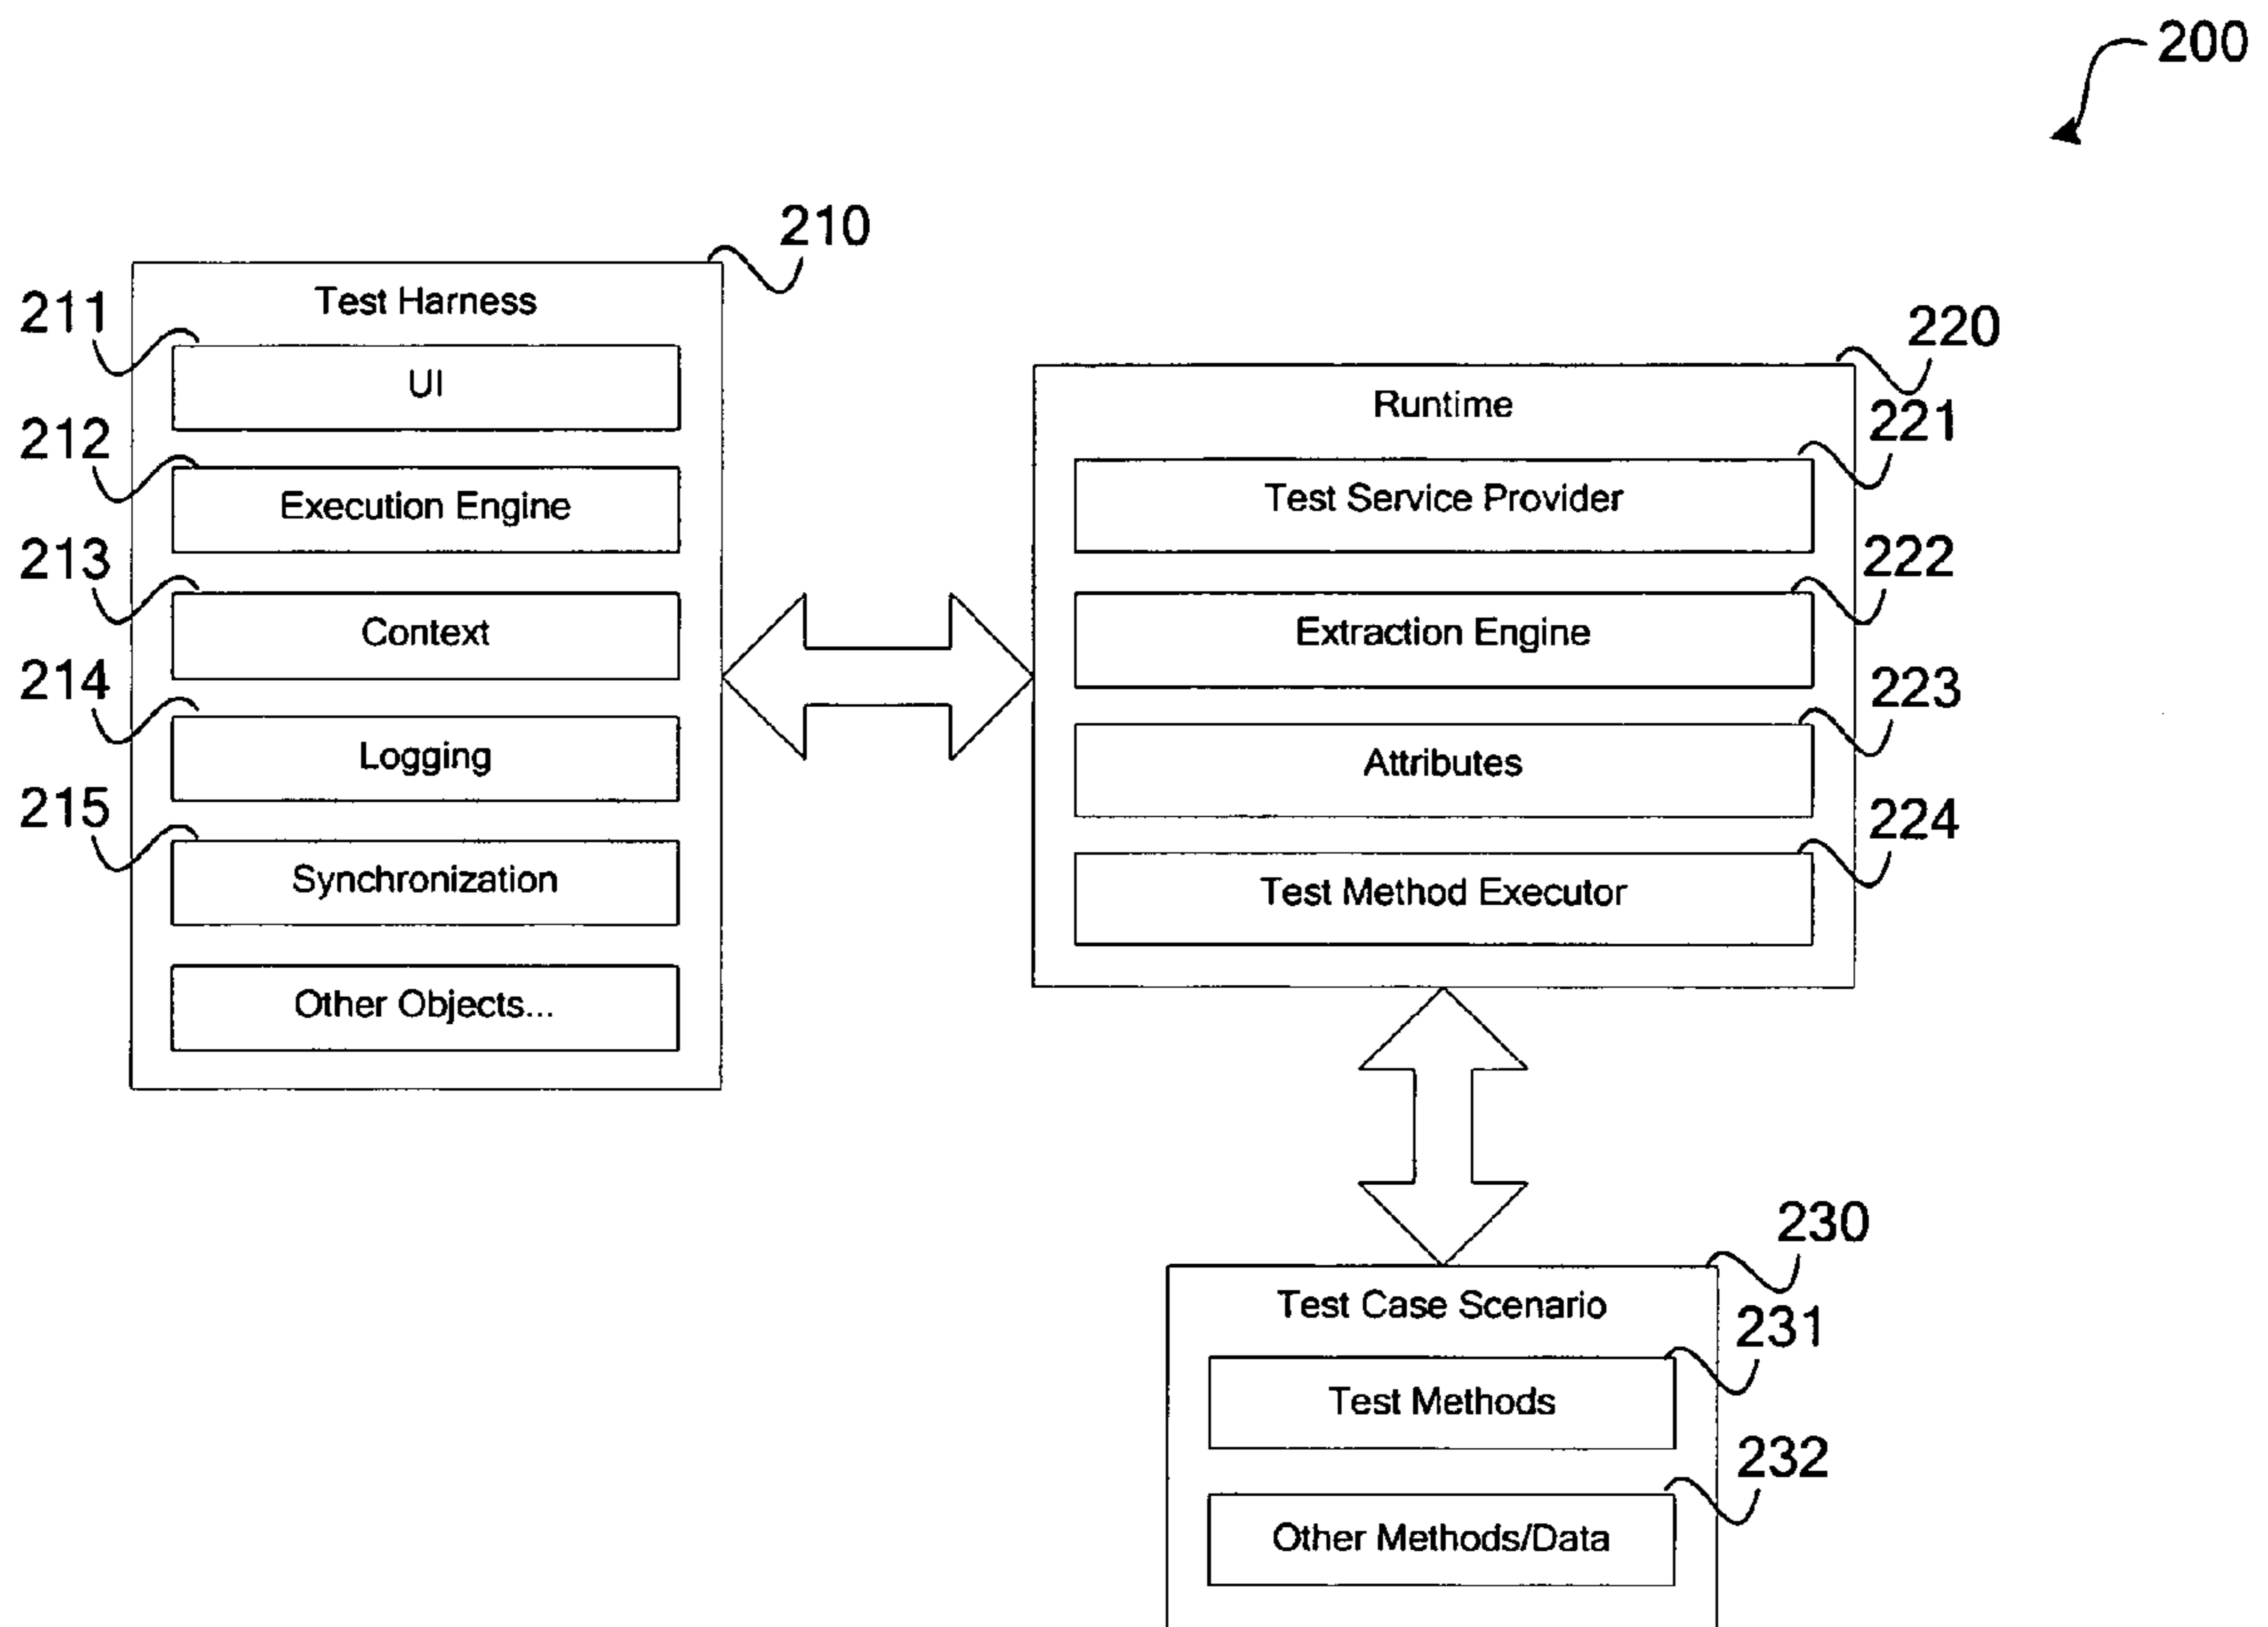 200
210
Test Harness
211
UI
212
Execution Engine
213
Context
214
Logging
215
Synchronization
Other Objects...
220
Runtime
221
Test Service Provider
222
Extraction Engine
223
Attributes
224
Test Method Executor
230
Test Case Scenario
231
Test Methods
232
Other Methods/Data